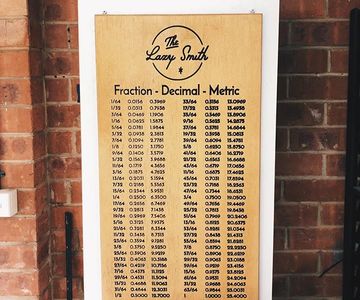 The
Lazy Smith
Fraction - Decimal - Metric
1/64 0.0156 0.3969 33/64 0.5156 13.0969
1/32 0.0313 0.7938 17/32 0.5313 13.4938
3/64 0.0469 1.1906 35/64 0.5469 13.8906
1/16 0.0625 1.5875 9/16 0.5625 14.2875
5/64 0.0781 1.9844 37/64 0.5781 14.6844
3/32 0.0938 2.3813 19/32 0.5938 15.0813
7/64 0.1094 2.7781 39/64 0.6094 15.4781
1/8 0.1250 3.1750 5/8 0.6250 15.8750
9/64 0.1406 3.5719 41/64 0.6406 16.2719
5/32 0.1563 3.9688 21/32 0.6563 16.6688
11/64 0.1719 4.3656 43/64 0.6719 17.0656
3/16 0.1875 4.7625 11/16 0.6875 17.4625
13/64 0.2031 5.1594 45/64 0.7031 17.8594
7/32 0.2188 5.5563 23/32 0.7188 18.2563
15/64 0.2344 5.9531 47/64 0.7344 18.6531
1/4 0.2500 6.3500 3/4 0.7500 19.0500
17/64 0.2656 6.7469 49/64 0.7656 19.4469
9/32 0.2813 7.1438 25/32 0.7813 19.8438
19/64 0.2969 7.5406 51/64 0.7969 20.2406
5/16 0.3125 7.9375 13/16 0.8125 20.6375
21/64 0.3281 8.3344 53/64 0.8281 21.0344
11/32 0.3438 8.7313 27/32 0.8438 21.4313
23/64 0.3594 9.1281 55/64 0.8594 21.8281
3/8 0.3750 9.5250 7/8 0.8750 22.2250
25/64 0.3906 9.9219 57/64 0.8906 22.6219
13/32 0.4063 10.3188 29/32 0.9063 23.0188
27/64 0.4219 10.7156 59/64 0.9219 23.4156
7/16 0.4375 11.1125 15/16 0.9375 23.8125
29/64 0.4531 11.5094 61/64 0.9531 24.2094
15/32 0.4688 11.9063 31/32 0.9688 24.6063
31/64 0.4844 12.3031 63/64 0.9844 25.0031
1/2 0.5000 12.7000 1 1.0000 25.4000